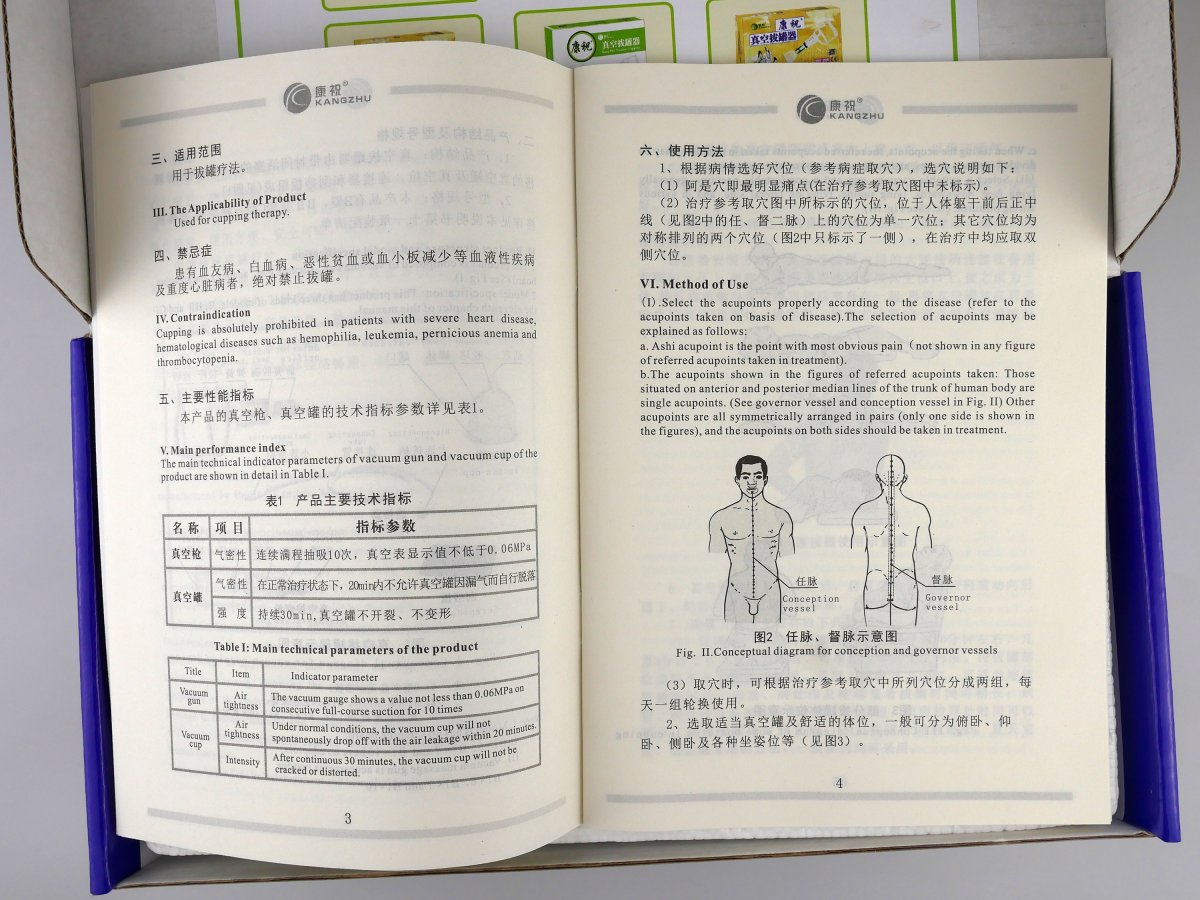 康祝
真空拔罐器
康祝
真空拔罐器
康祝®
KANGZHU
三、适用范围
用于拔罐疗法。
III. The Applicability of Product
Used for cupping therapy.
四、禁忌症
患有血友病、白血病、恶性贫血或血小板减少等血液性疾病
及重度心脏病者，绝对禁止拔罐。
IV. Contraindication
Cupping is absolutely prohibited in patients with severe heart disease,
hematological diseases such as hemophilia, leukemia, pernicious anemia and
thrombocytopenia.
五、主要性能指标
本产品的真空枪、真空罐的技术指标参数详见表1。
V. Main performance index
The main technical indicator parameters of vacuum gun and vacuum cup of the
product are shown in detail in Table I.
表1 产品主要技术指标
名 称 项 目 指标参数
真空枪 气密性 连续满程抽吸10次，真空表显示值不低于0.06MPa
真空罐 气密性 在正常治疗状态下，20min内不允许真空罐因漏气而自行脱落
强 度 持续30min,真空罐不开裂、不变形
Table I: Main technical parameters of the product
Title Item Indicator parameter
Vacuum gun Air tightness The vacuum gauge shows a value not less than 0.06MPa on
consecutive full-course suction for 10 times
Vacuum cup Air tightness Under normal conditions, the vacuum cup will not
spontaneously drop off with the air leakage within 20 minutes.
Intensity After continuous 30 minutes, the vacuum cup will not be
cracked or distorted.
3
康祝®
KANGZHU
六、使用方法
1、根据病情选好穴位（参考病症取穴），选穴说明如下：
（1）阿是穴即最明显痛点(在治疗参考取穴图中未标示)。
（2）治疗参考取穴图中所标示的穴位，位于人体躯干前后正中
线（见图2中的任、督二脉）上的穴位为单一穴位；其它穴位均为
对称排列的两个穴位（图2中只标示了一侧），在治疗中均应取双
侧穴位。
VI. Method of Use
(I).Select the acupoints properly according to the disease (refer to the
acupoints taken on basis of disease).The selection of acupoints may be
explained as follows:
a. Ashi acupoint is the point with most obvious pain（not shown in any figure
of referred acupoints taken in treatment).
b.The acupoints shown in the figures of referred acupoints taken: Those
situated on anterior and posterior median lines of the trunk of human body are
single acupoints. (See governor vessel and conception vessel in Fig. II) Other
acupoints are all symmetrically arranged in pairs (only one side is shown in
the figures), and the acupoints on both sides should be taken in treatment.
任脉
Conception
vessel
督脉
Governor
vessel
图2 任脉、督脉示意图
Fig. II.Conceptual diagram for conception and governor vessels
（3）取穴时，可根据治疗参考取穴中所列穴位分成两组，每
天一组轮换使用。
2、选取适当真空罐及舒适的体位，一般可分为俯卧、仰
卧、侧卧及各种坐姿位等（见图3）。
4